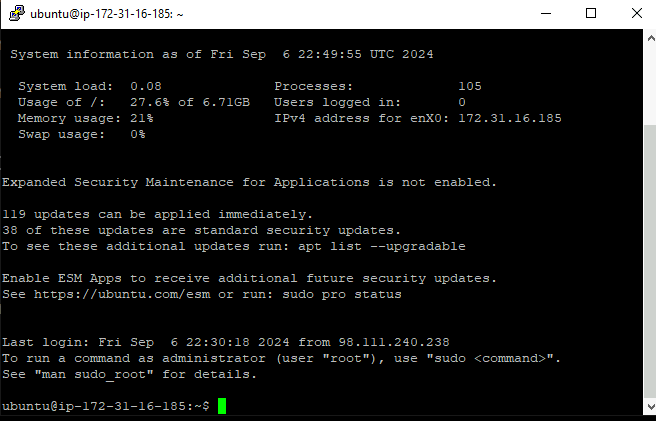 ubuntu@ip-172-31-16-185: ~
System information as of Fri Sep  6 22:49:55 UTC 2024
System load:  0.08              Processes:             105
Usage of /:   27.6% of 6.71GB   Users logged in:       0
Memory usage: 21%               IPv4 address for enX0: 172.31.16.185
Swap usage:   0%
Expanded Security Maintenance for Applications is not enabled.
119 updates can be applied immediately.
38 of these updates are standard security updates.
To see these additional updates run: apt list --upgradable
Enable ESM Apps to receive additional future security updates.
See https://ubuntu.com/esm or run: sudo pro status
Last login: Fri Sep  6 22:30:18 2024 from 98.111.240.238
To run a command as administrator (user "root"), use "sudo <command>".
See "man sudo_root" for details.
ubuntu@ip-172-31-16-185:~$